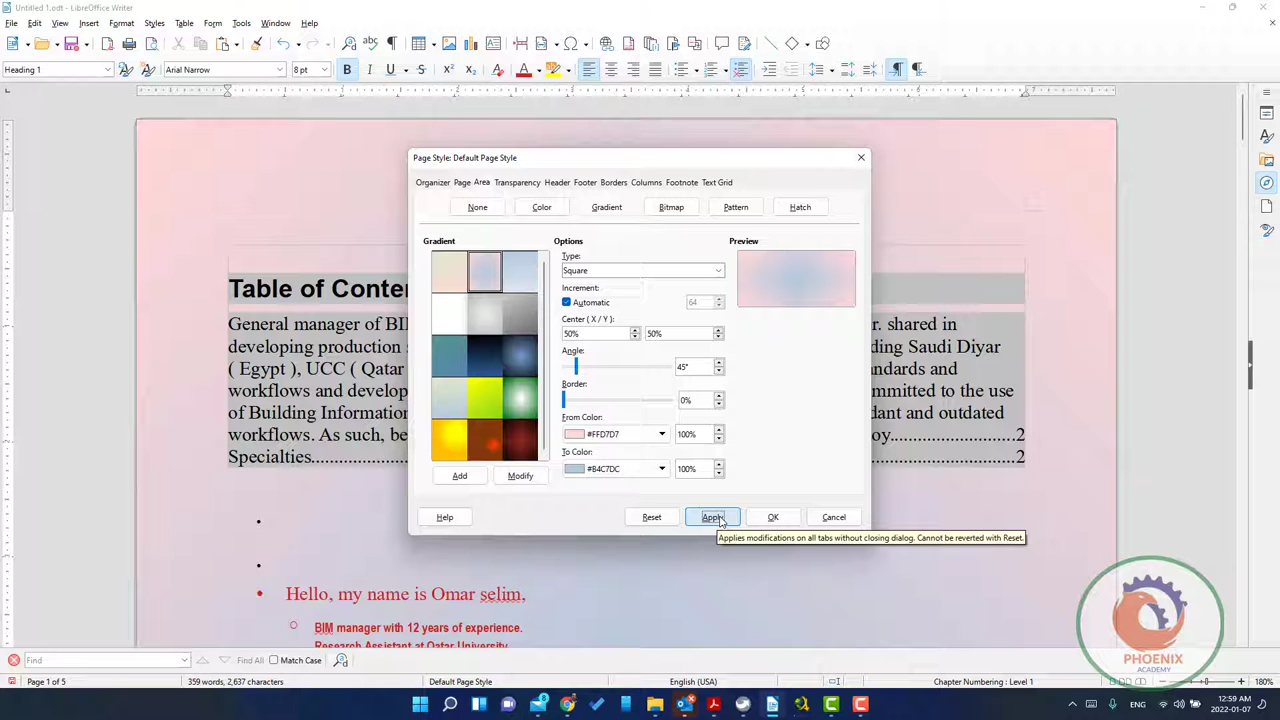 Untitled 1.odt - LibreOffice Writer
File Edit View Insert Format Styles Table Form Tools Window Help
Heading 1 Arial Narrow 8 pt
Page Style: Default Page Style
Organizer Page Area Transparency Header Footer Borders Columns Footnote Text Grid
None Color Gradient Bitmap Pattern Hatch
Gradient Options Preview
Type:
Square
Increment:
Automatic 64
Center ( X / Y ):
50% 50%
Angle:
45°
Border:
0%
From Color:
#FFD7D7 100%
To Color:
#B4C7DC 100%
Add Modify
Help Reset Apply OK Cancel
Applies modifications on all tabs without closing dialog. Cannot be reverted with Reset.
Table of Conte
General manager of BI r. shared in
developing production ding Saudi Diyar
( Egypt ), UCC ( Qatar andards and
workflows and develop mmitted to the use
of Building Information dant and outdated
workflows. As such, be oy 2
Specialties 2
Hello, my name is Omar selim,
BIM manager with 12 years of experience.
Research Assistant at Qatar University
PHOENIX
ACADEMY
Find Find All Match Case
Page 1 of 5 359 words, 2,637 characters Default Page Style English (USA) Chapter Numbering : Level 1 180%
ENG 12:59 AM
2022-01-07